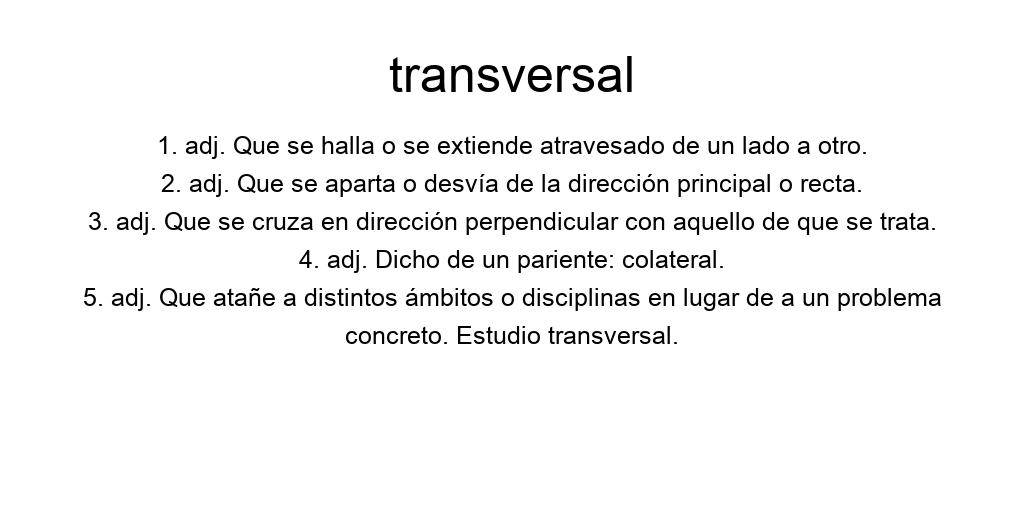 transversal
1. adj. Que se halla o se extiende atravesado de un lado a otro.
2. adj. Que se aparta o desvía de la dirección principal o recta.
3. adj. Que se cruza en dirección perpendicular con aquello de que se trata.
4. adj. Dicho de un pariente: colateral.
5. adj. Que atañe a distintos ámbitos o disciplinas en lugar de a un problema
concreto. Estudio transversal.